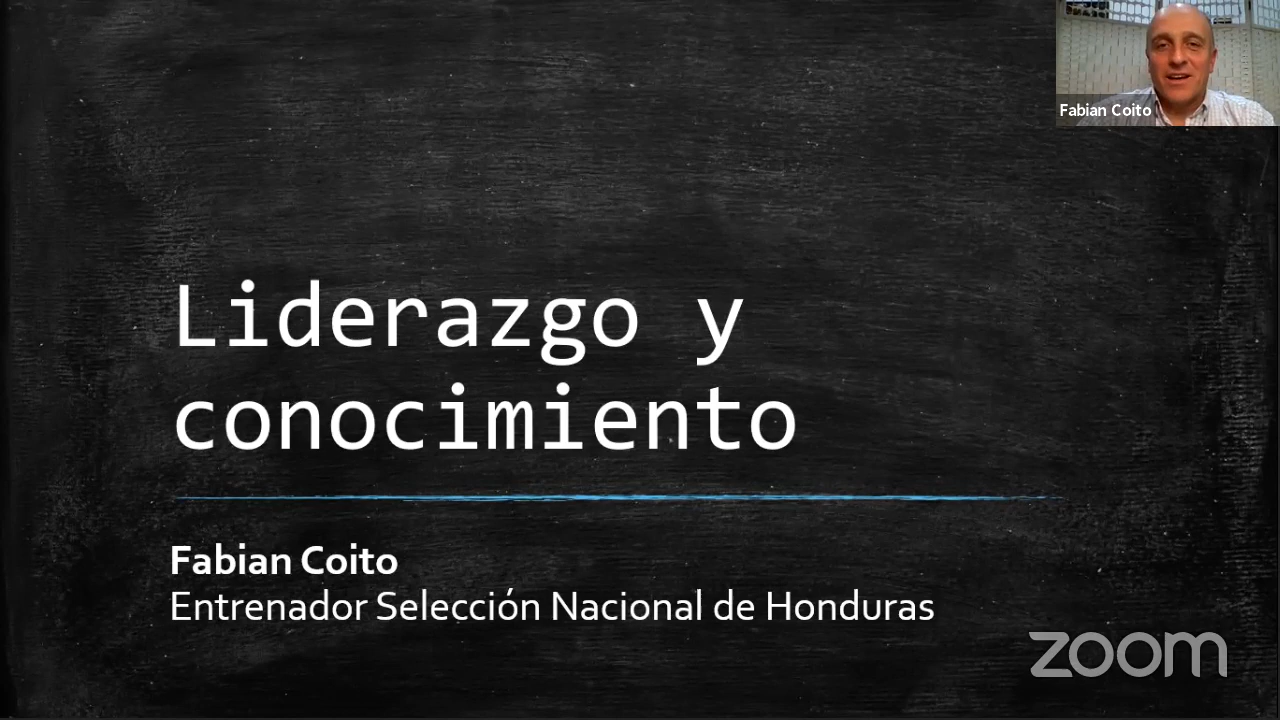 Fabian Coito
Liderazgo y
conocimiento
Fabian Coito
Entrenador Selección Nacional de Honduras
zoom